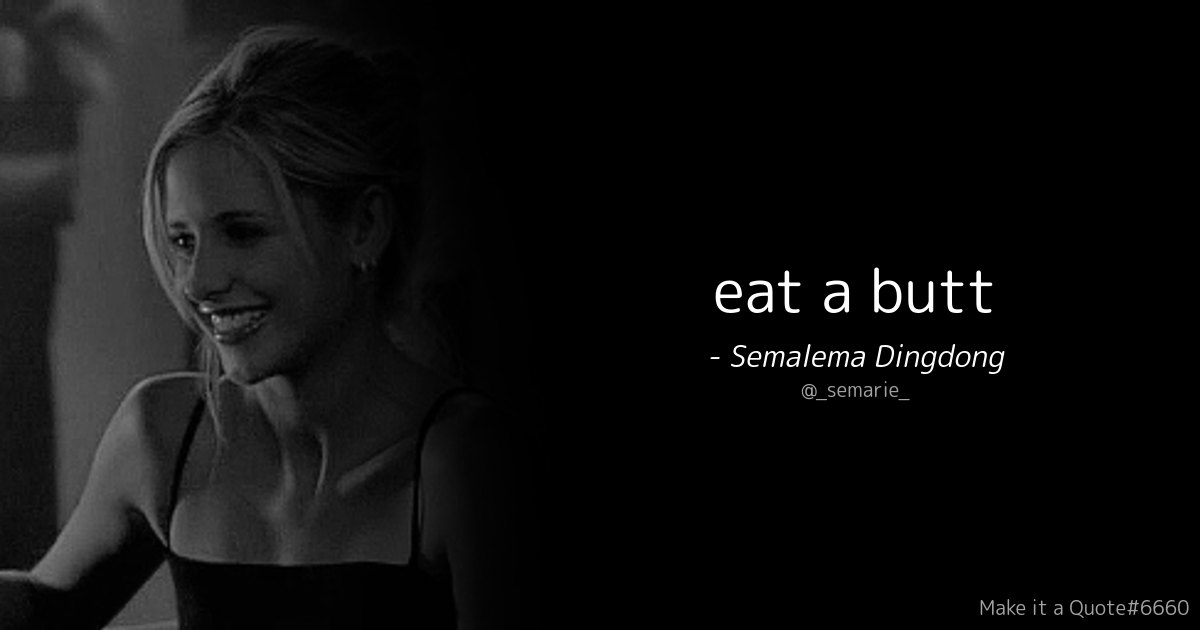 eat a butt
- Semalema Dingdong
@_semarie_
Make it a Quote#6660